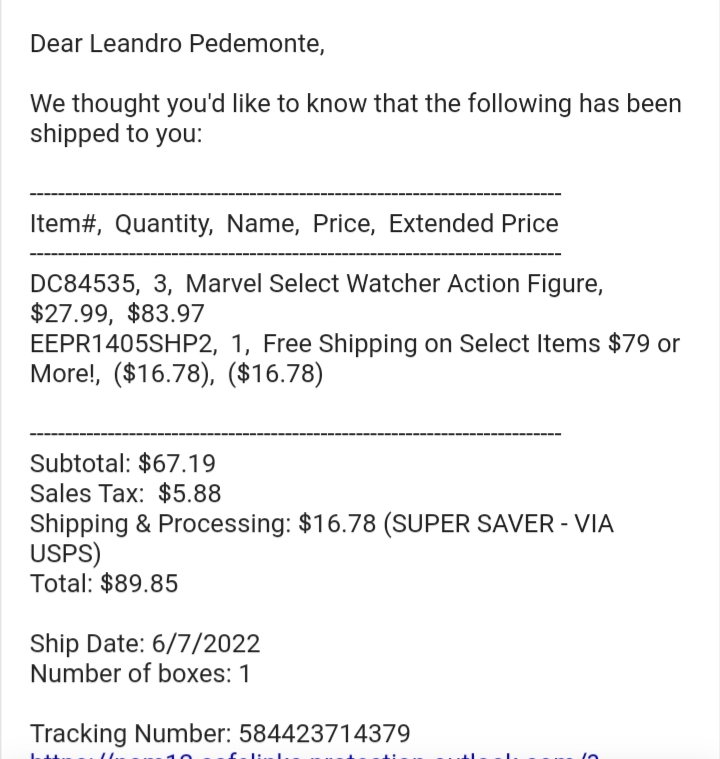 Dear Leandro Pedemonte,
We thought you'd like to know that the following has been
shipped to you:
----------------------------------------------------------------------------
Item#,  Quantity,  Name,  Price,  Extended Price
----------------------------------------------------------------------------
DC84535,  3,  Marvel Select Watcher Action Figure,
$27.99,  $83.97
EEPR1405SHP2,  1,  Free Shipping on Select Items $79 or
More!,  ($16.78),  ($16.78)
----------------------------------------------------------------------------
Subtotal: $67.19
Sales Tax:  $5.88
Shipping & Processing: $16.78 (SUPER SAVER - VIA
USPS)
Total: $89.85
Ship Date: 6/7/2022
Number of boxes: 1
Tracking Number: 584423714379